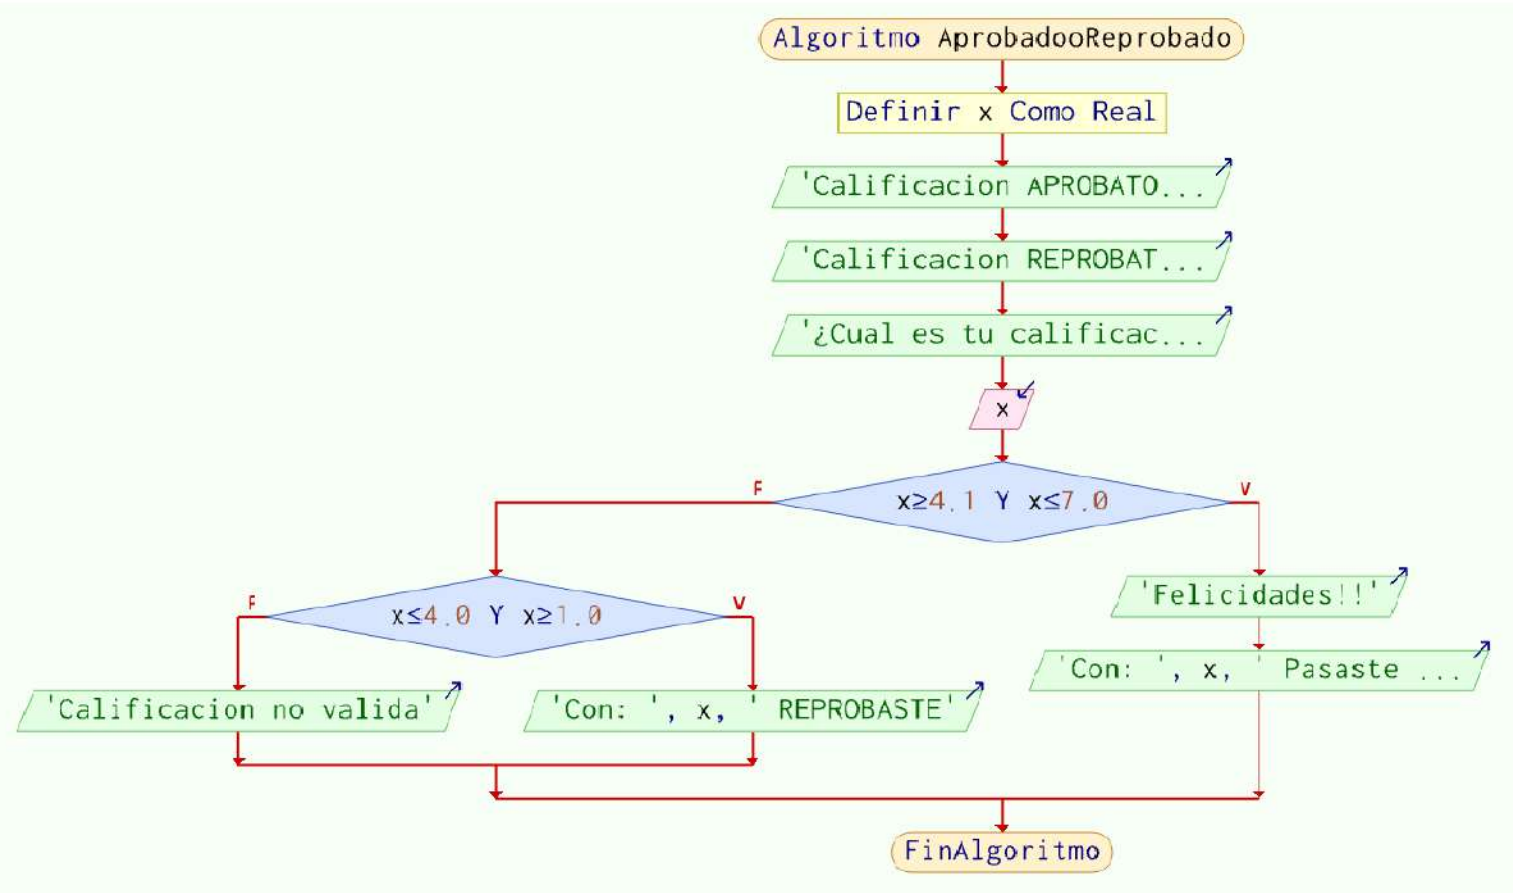 Algoritmo AprobadooReprobado
Definir x Como Real
'Calificacion APROBATO...
'Calificacion REPROBAT...
'¿Cual es tu calificac...
x
F
x≥4.1 Y x≤7.0
V
F
x≤4.0 Y x≥1.0
V
'Felicidades!!'
'Con: ', x, ' Pasaste ...
'Calificacion no valida'
'Con: ', x, ' REPROBASTE'
FinAlgoritmo